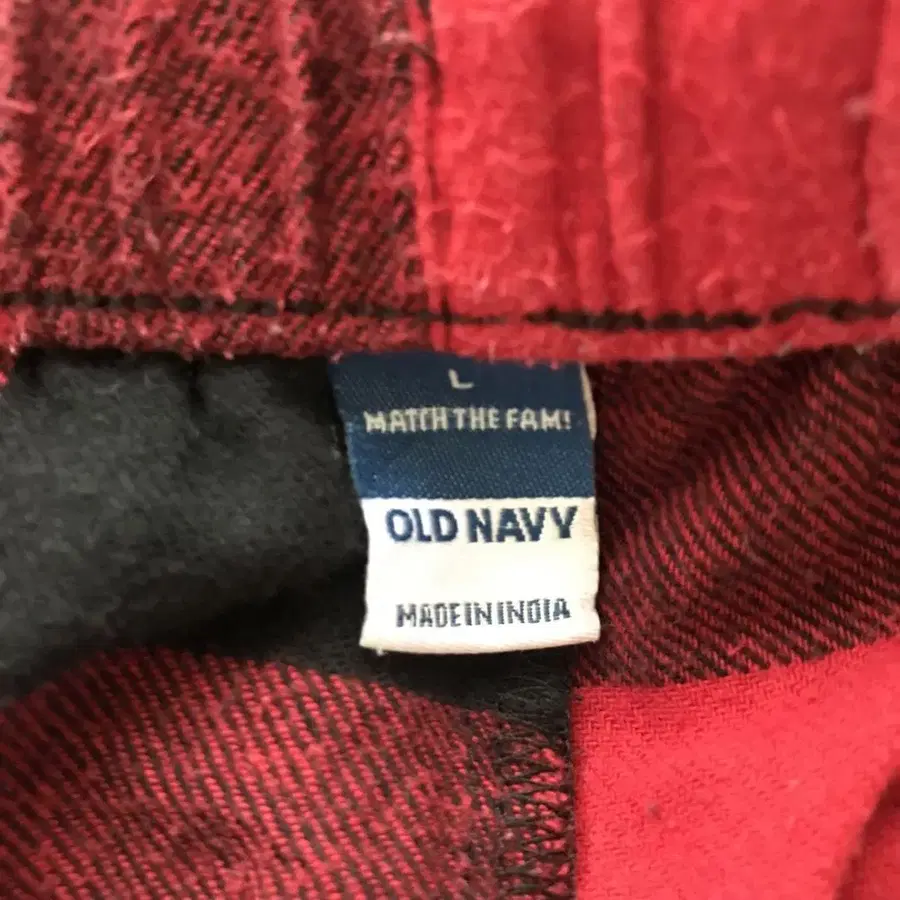 L
MATCH THE FAM!
OLD NAVY
MADE IN INDIA